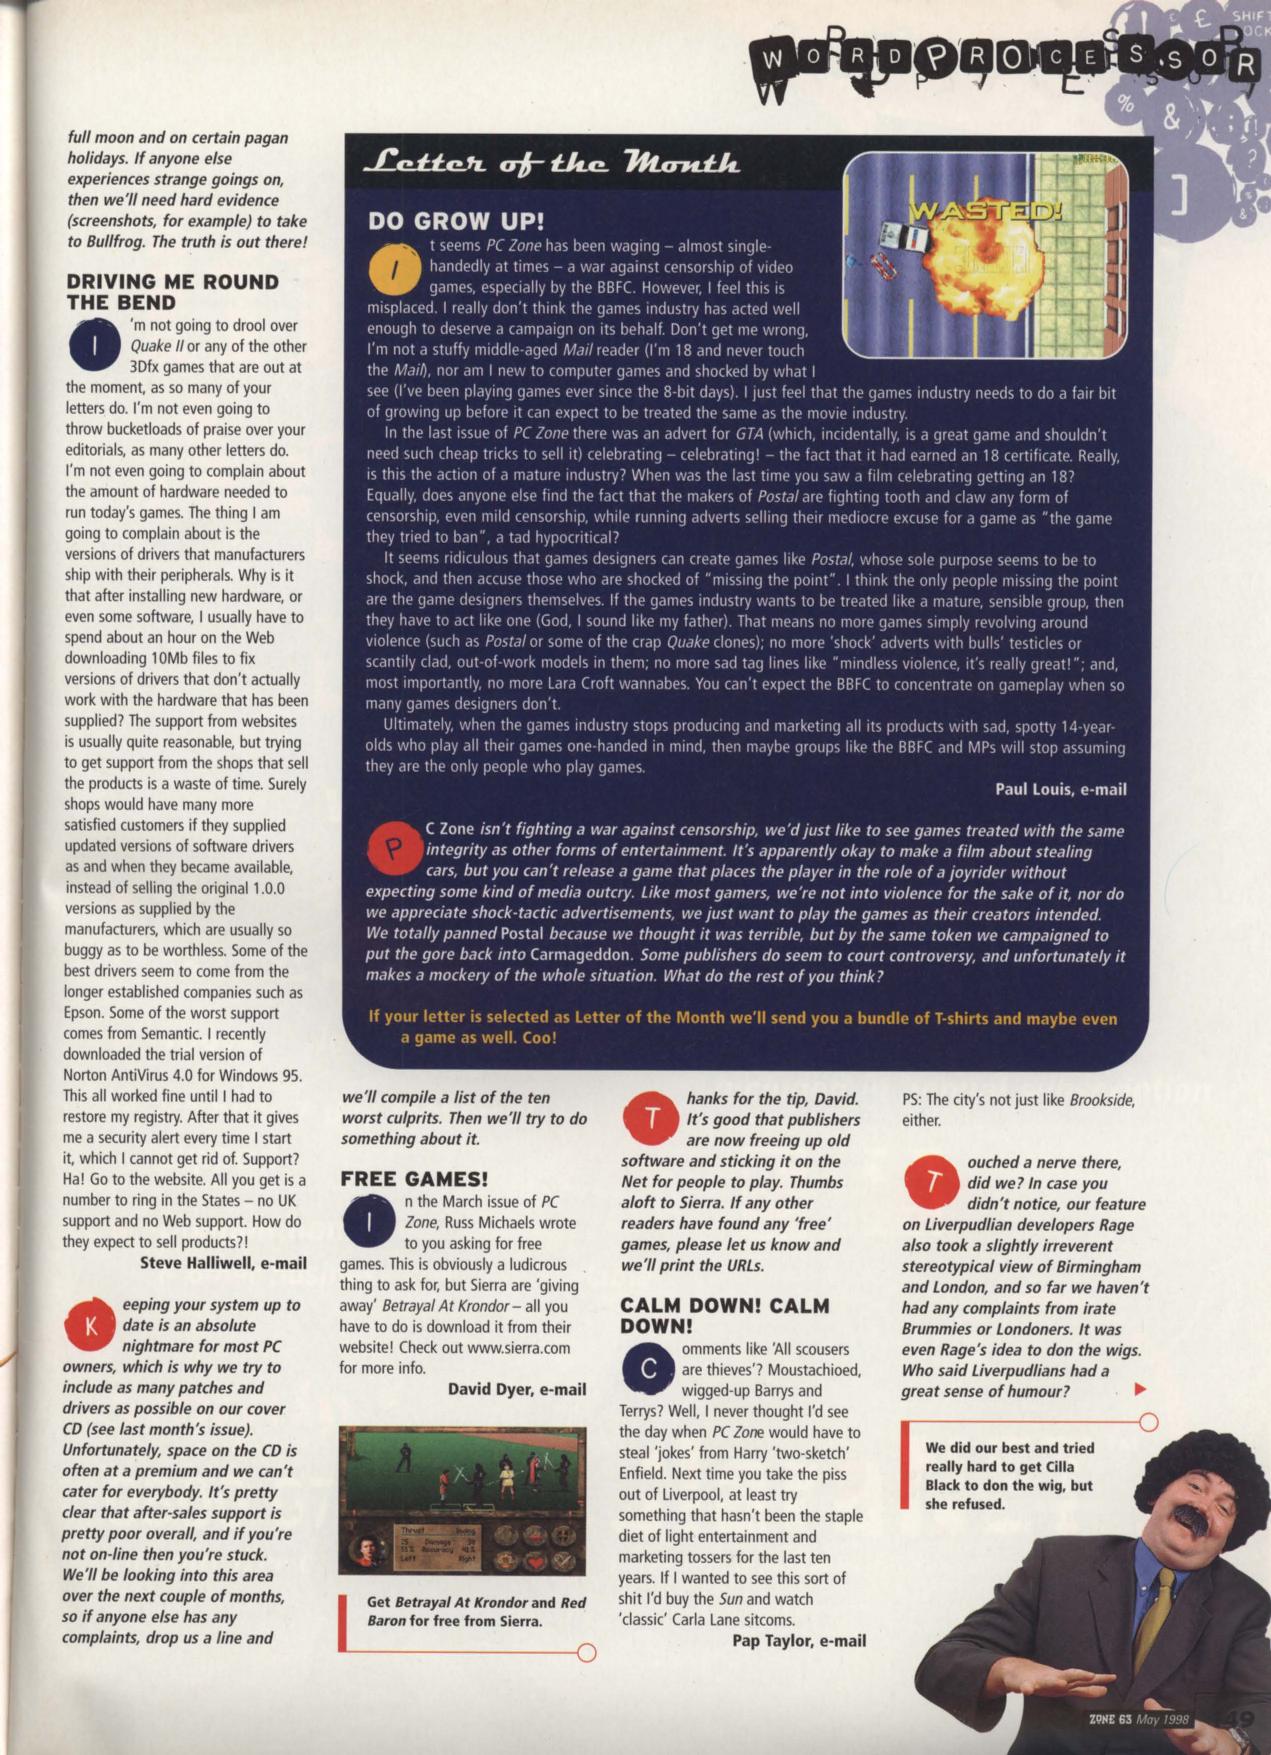 WORDPROCESSOR
full moon and on certain pagan
holidays. If anyone else
experiences strange goings on,
then we'll need hard evidence
(screenshots, for example) to take
to Bullfrog. The truth is out there!
DRIVING ME ROUND
THE BEND
I'm not going to drool over
Quake II or any of the other
3Dfx games that are out at
the moment, as so many of your
letters do. I'm not even going to
throw bucketloads of praise over your
editorials, as many other letters do.
I'm not even going to complain about
the amount of hardware needed to
run today's games. The thing I am
going to complain about is the
versions of drivers that manufacturers
ship with their peripherals. Why is it
that after installing new hardware, or
even some software, I usually have to
spend about an hour on the Web
downloading 10Mb files to fix
versions of drivers that don't actually
work with the hardware that has been
supplied? The support from websites
is usually quite reasonable, but trying
to get support from the shops that sell
the products is a waste of time. Surely
shops would have many more
satisfied customers if they supplied
updated versions of software drivers
as and when they became available,
instead of selling the original 1.0.0
versions as supplied by the
manufacturers, which are usually so
buggy as to be worthless. Some of the
best drivers seem to come from the
longer established companies such as
Epson. Some of the worst support
comes from Semantic. I recently
downloaded the trial version of
Norton AntiVirus 4.0 for Windows 95.
This all worked fine until I had to
restore my registry. After that it gives
me a security alert every time I start
it, which I cannot get rid of. Support?
Ha! Go to the website. All you get is a
number to ring in the States – no UK
support and no Web support. How do
they expect to sell products?!
Steve Halliwell, e-mail
Keeping your system up to
date is an absolute
nightmare for most PC
owners, which is why we try to
include as many patches and
drivers as possible on our cover
CD (see last month's issue).
Unfortunately, space on the CD is
often at a premium and we can't
cater for everybody. It's pretty
clear that after-sales support is
pretty poor overall, and if you're
not on-line then you're stuck.
We'll be looking into this area
over the next couple of months,
so if anyone else has any
complaints, drop us a line and
Letter of the Month
WASTED!
DO GROW UP!
It seems PC Zone has been waging – almost single-
handedly at times – a war against censorship of video
games, especially by the BBFC. However, I feel this is
misplaced. I really don't think the games industry has acted well
enough to deserve a campaign on its behalf. Don't get me wrong,
I'm not a stuffy middle-aged Mail reader (I'm 18 and never touch
the Mail), nor am I new to computer games and shocked by what I
see (I've been playing games ever since the 8-bit days). I just feel that the games industry needs to do a fair bit
of growing up before it can expect to be treated the same as the movie industry.
In the last issue of PC Zone there was an advert for GTA (which, incidentally, is a great game and shouldn't
need such cheap tricks to sell it) celebrating – celebrating! – the fact that it had earned an 18 certificate. Really,
is this the action of a mature industry? When was the last time you saw a film celebrating getting an 18?
Equally, does anyone else find the fact that the makers of Postal are fighting tooth and claw any form of
censorship, even mild censorship, while running adverts selling their mediocre excuse for a game as "the game
they tried to ban", a tad hypocritical?
It seems ridiculous that games designers can create games like Postal, whose sole purpose seems to be to
shock, and then accuse those who are shocked of "missing the point". I think the only people missing the point
are the game designers themselves. If the games industry wants to be treated like a mature, sensible group, then
they have to act like one (God, I sound like my father). That means no more games simply revolving around
violence (such as Postal or some of the crap Quake clones); no more 'shock' adverts with bulls' testicles or
scantily clad, out-of-work models in them; no more sad tag lines like "mindless violence, it's really great!"; and,
most importantly, no more Lara Croft wannabes. You can't expect the BBFC to concentrate on gameplay when so
many games designers don't.
Ultimately, when the games industry stops producing and marketing all its products with sad, spotty 14-year-
olds who play all their games one-handed in mind, then maybe groups like the BBFC and MPs will stop assuming
they are the only people who play games.
Paul Louis, e-mail
PC Zone isn't fighting a war against censorship, we'd just like to see games treated with the same
integrity as other forms of entertainment. It's apparently okay to make a film about stealing
cars, but you can't release a game that places the player in the role of a joyrider without
expecting some kind of media outcry. Like most gamers, we're not into violence for the sake of it, nor do
we appreciate shock-tactic advertisements, we just want to play the games as their creators intended.
We totally panned Postal because we thought it was terrible, but by the same token we campaigned to
put the gore back into Carmageddon. Some publishers do seem to court controversy, and unfortunately it
makes a mockery of the whole situation. What do the rest of you think?
If your letter is selected as Letter of the Month we'll send you a bundle of T-shirts and maybe even
a game as well. Coo!
we'll compile a list of the ten
worst culprits. Then we'll try to do
something about it.
FREE GAMES!
In the March issue of PC
Zone, Russ Michaels wrote
to you asking for free
games. This is obviously a ludicrous
thing to ask for, but Sierra are 'giving
away' Betrayal At Krondor – all you
have to do is download it from their
website! Check out www.sierra.com
for more info.
David Dyer, e-mail
Thrust Swing
Damage
Accuracy
Left Right
Get Betrayal At Krondor and Red
Baron for free from Sierra.
Thanks for the tip, David.
It's good that publishers
are now freeing up old
software and sticking it on the
Net for people to play. Thumbs
aloft to Sierra. If any other
readers have found any 'free'
games, please let us know and
we'll print the URLs.
CALM DOWN! CALM
DOWN!
Comments like 'All scousers
are thieves'? Moustachioed,
wigged-up Barrys and
Terrys? Well, I never thought I'd see
the day when PC Zone would have to
steal 'jokes' from Harry 'two-sketch'
Enfield. Next time you take the piss
out of Liverpool, at least try
something that hasn't been the staple
diet of light entertainment and
marketing tossers for the last ten
years. If I wanted to see this sort of
shit I'd buy the Sun and watch
'classic' Carla Lane sitcoms.
Pap Taylor, e-mail
PS: The city's not just like Brookside,
either.
Touched a nerve there,
did we? In case you
didn't notice, our feature
on Liverpudlian developers Rage
also took a slightly irreverent
stereotypical view of Birmingham
and London, and so far we haven't
had any complaints from irate
Brummies or Londoners. It was
even Rage's idea to don the wigs.
Who said Liverpudlians had a
great sense of humour?
We did our best and tried
really hard to get Cilla
Black to don the wig, but
she refused.
ZONE 63 May 1998 149